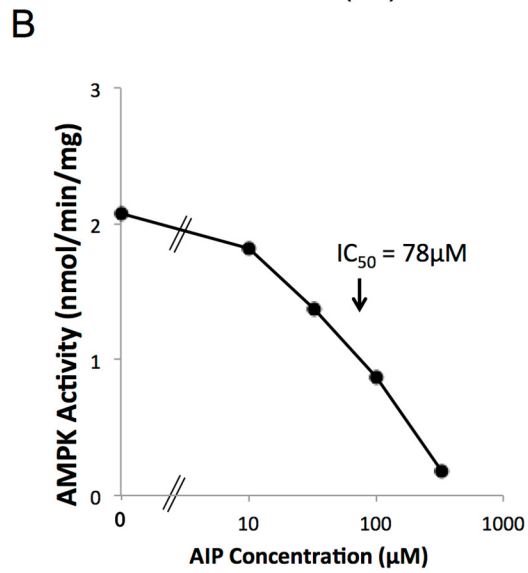 B
3
2
1
0
AMPK Activity (nmol/min/mg)
IC50 = 78μM
0 10 100 1000
AIP Concentration (μM)